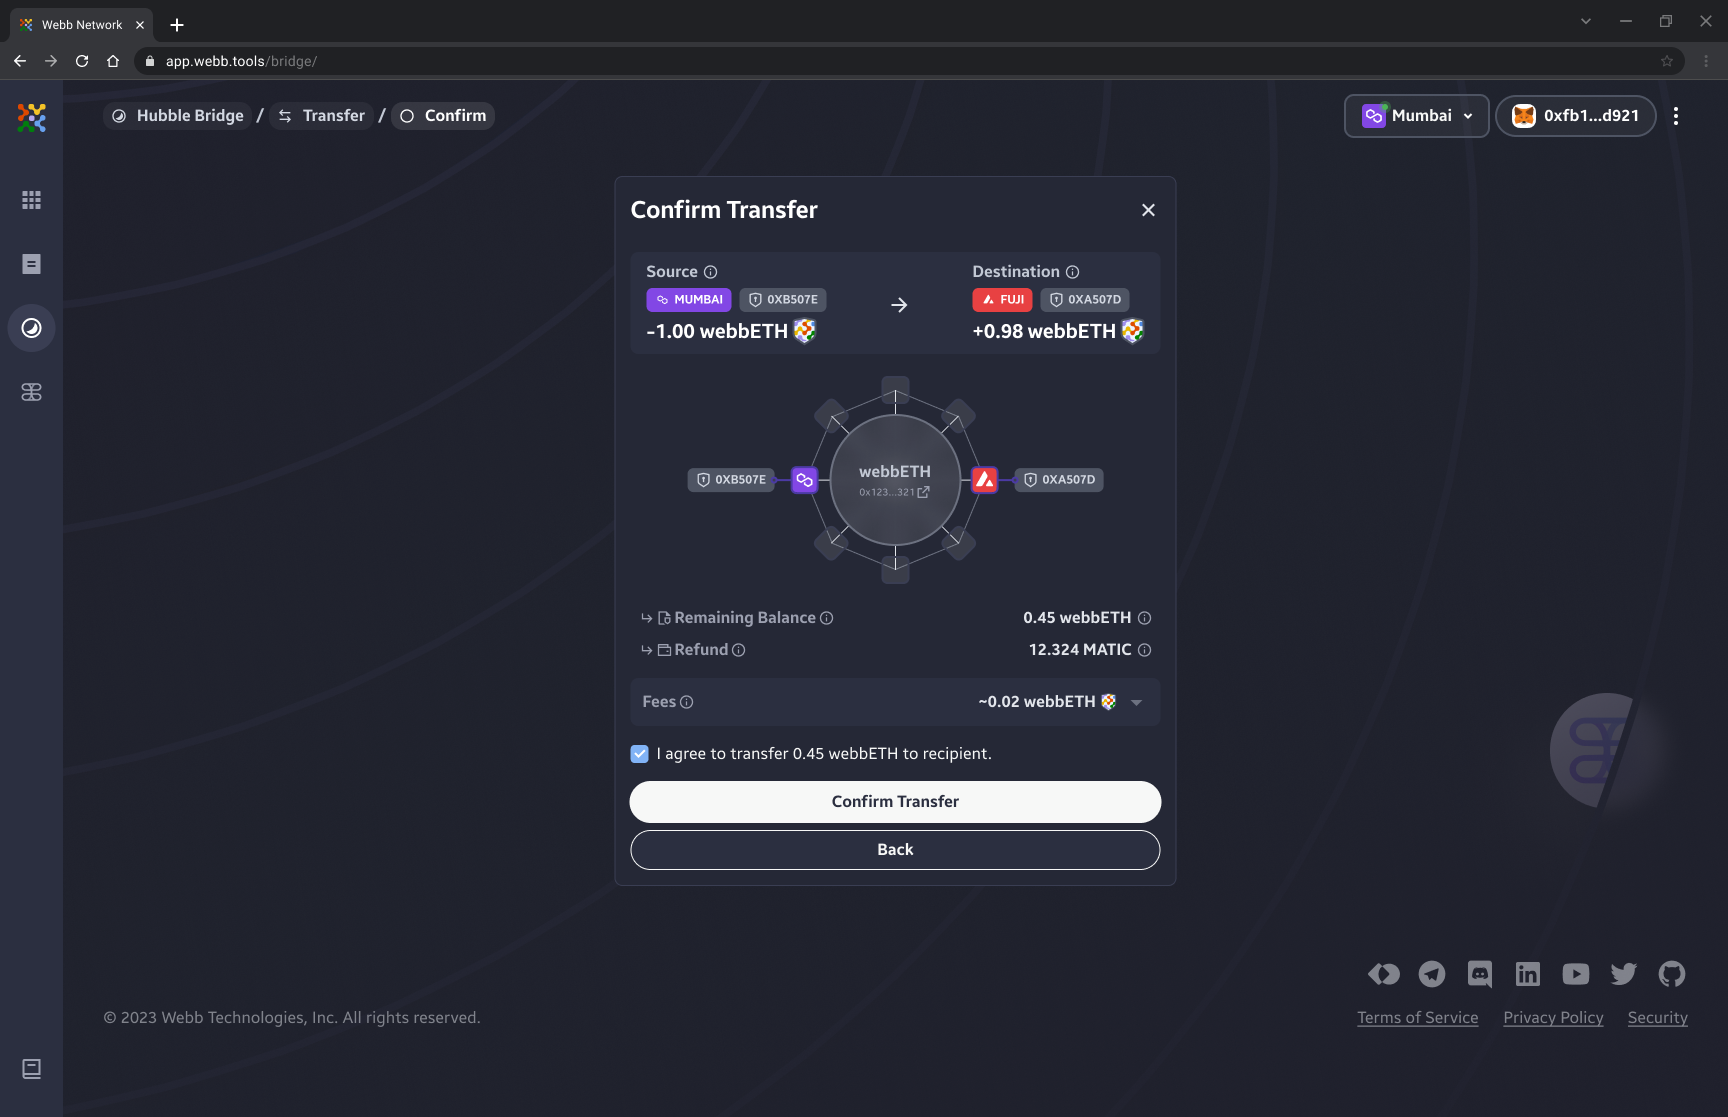 Webb Network
app.webb.tools/bridge/
Hubble Bridge / Transfer / Confirm
Mumbai
0xfb1...d921
Confirm Transfer
Source
Destination
MUMBAI 0XB507E
FUJI 0XA507D
-1.00 webbETH
+0.98 webbETH
webbETH
0x123...321
0XB507E
0XA507D
Remaining Balance 0.45 webbETH
Refund 12.324 MATIC
Fees ~0.02 webbETH
I agree to transfer 0.45 webbETH to recipient.
Confirm Transfer
Back
© 2023 Webb Technologies, Inc. All rights reserved.
Terms of Service Privacy Policy Security